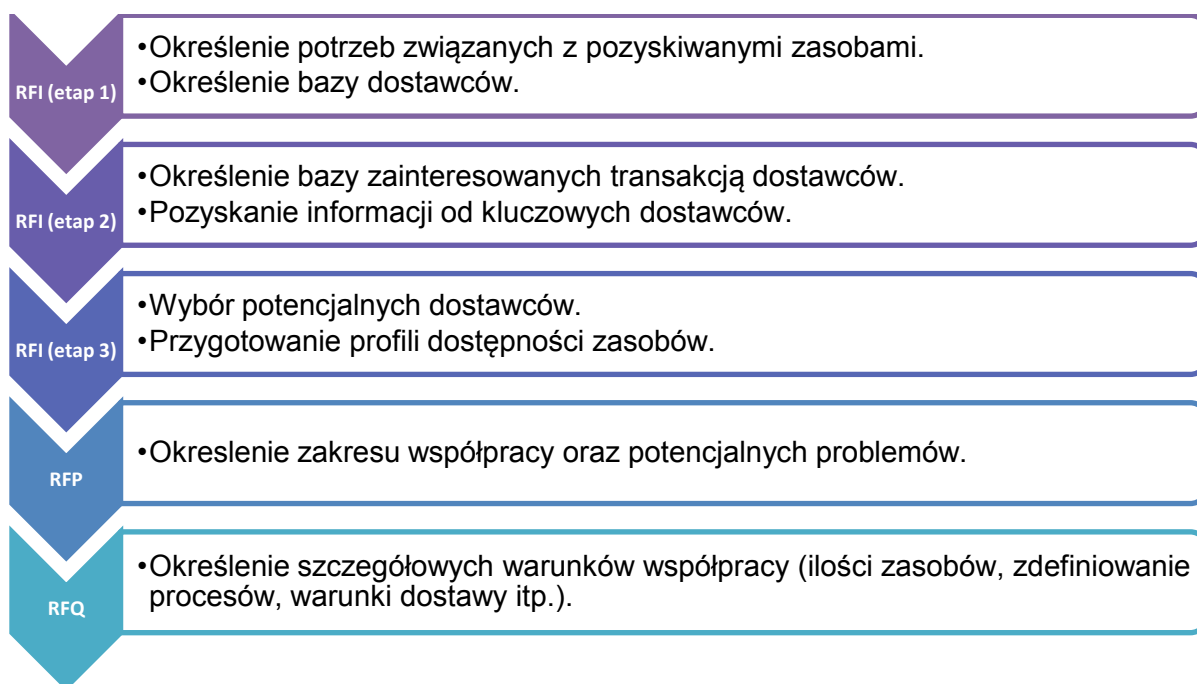 RFI (etap 1)
•Określenie potrzeb związanych z pozyskiwanymi zasobami.
•Określenie bazy dostawców.
RFI (etap 2)
•Określenie bazy zainteresowanych transakcją dostawców.
•Pozyskanie informacji od kluczowych dostawców.
RFI (etap 3)
•Wybór potencjalnych dostawców.
•Przygotowanie profili dostępności zasobów.
RFP
•Okreslenie zakresu współpracy oraz potencjalnych problemów.
RFQ
•Określenie szczegółowych warunków współpracy (ilości zasobów, zdefiniowanie
procesów, warunki dostawy itp.).